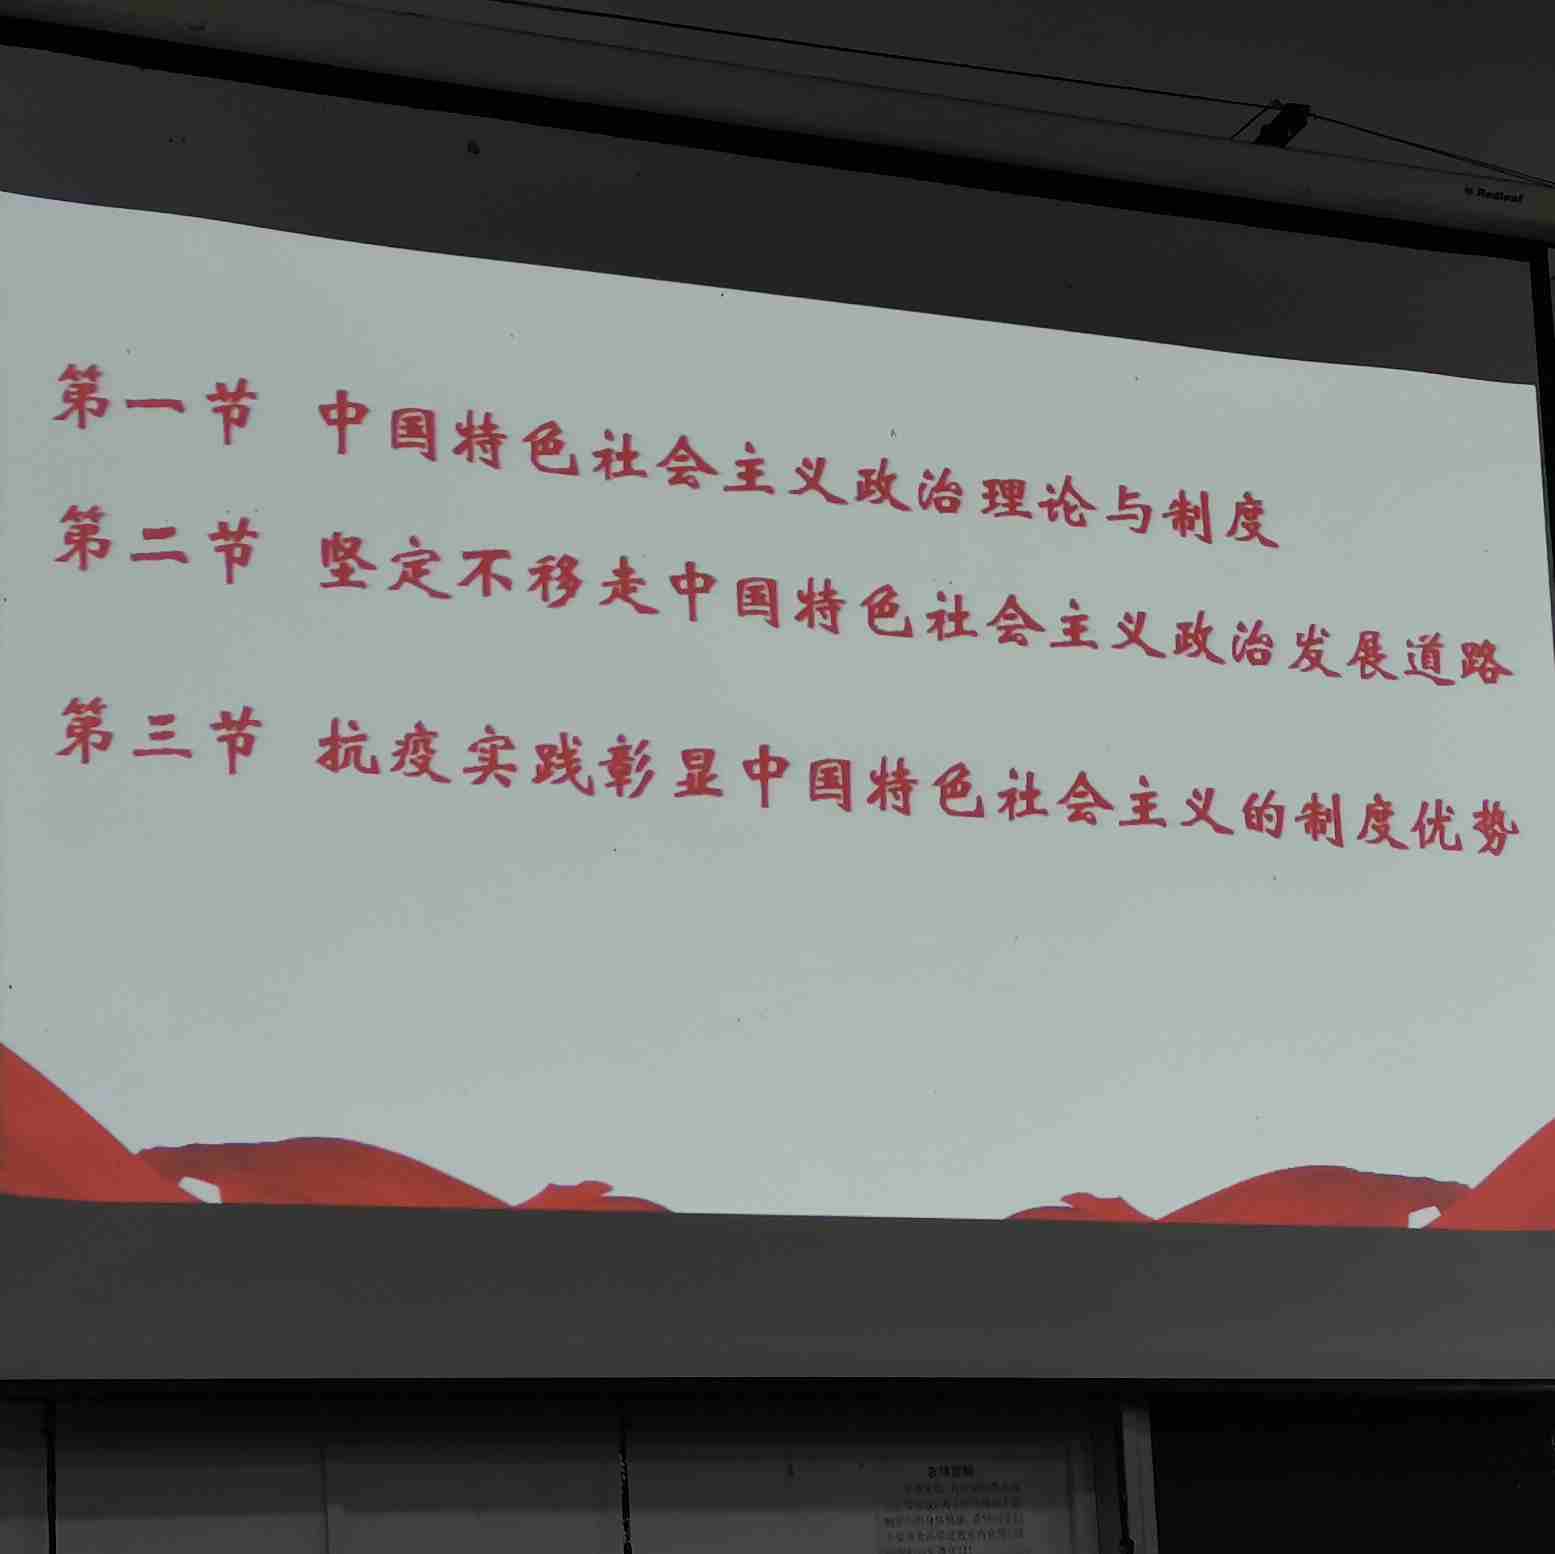 Redleaf
第一节 中国特色社会主义政治理论与制度
第二节 坚定不移走中国特色社会主义政治发展道路
第三节 抗疫实践彰显中国特色社会主义的制度优势